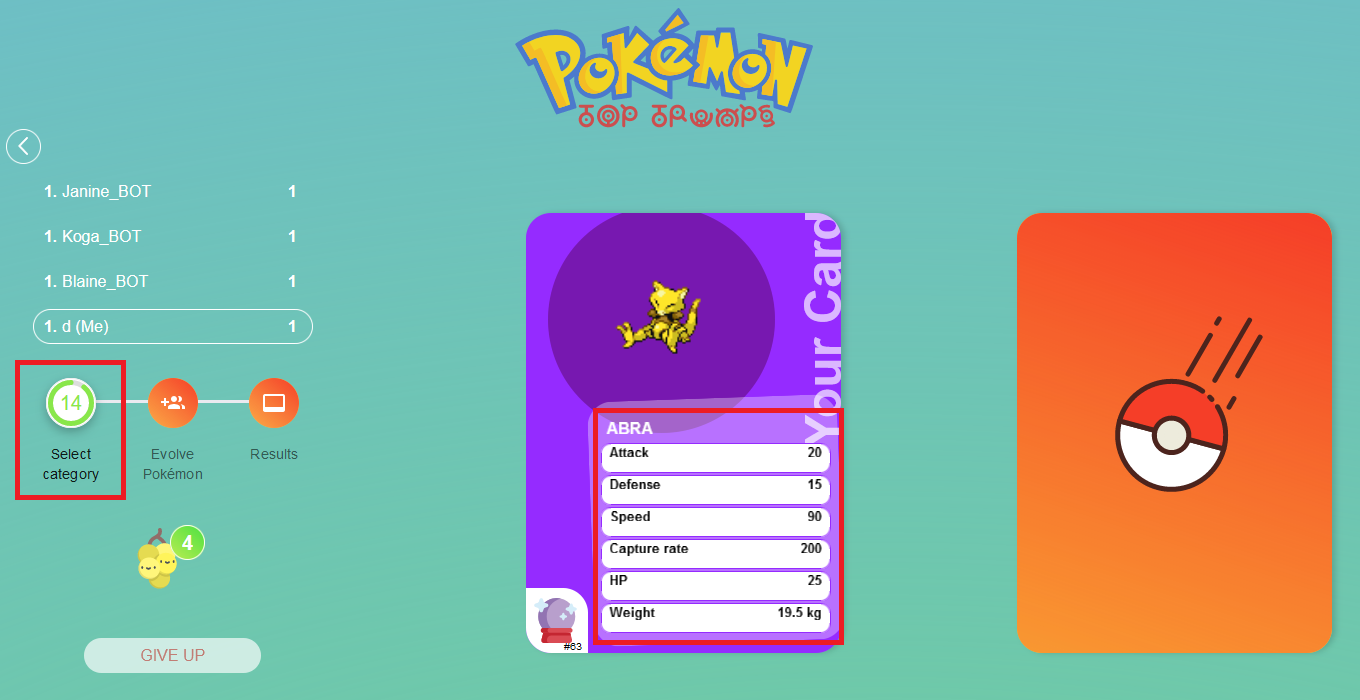 POKéMON
TOP TRUMPS
1. Janine_BOT 1
1. Koga_BOT 1
1. Blaine_BOT 1
1. d (Me) 1
14
Select
category
Evolve
Pokémon
Results
4
GIVE UP
Your Card
ABRA
Attack 20
Defense 15
Speed 90
Capture rate 200
HP 25
Weight 19.5 kg
#63